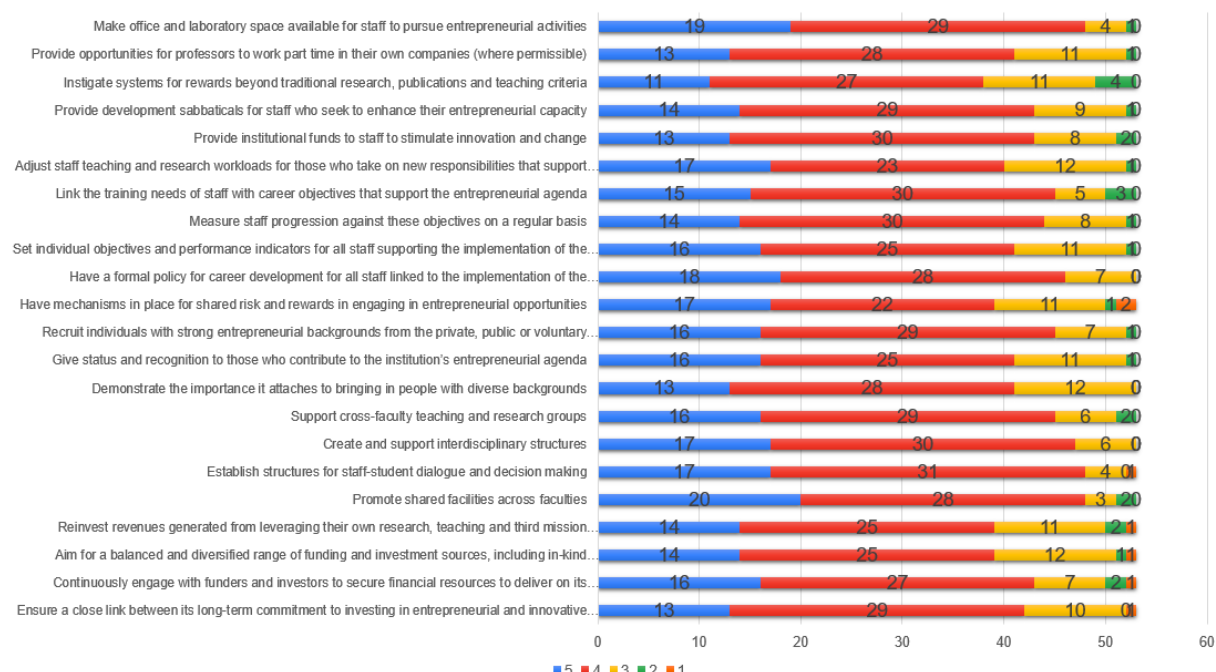 Make office and laboratory space available for staff to pursue entrepreneurial activities 19 29 4 1 0
Provide opportunities for professors to work part time in their own companies (where permissible) 13 28 11 1 0
Instigate systems for rewards beyond traditional research, publications and teaching criteria 11 27 11 4 0
Provide development sabbaticals for staff who seek to enhance their entrepreneurial capacity 14 29 9 1 0
Provide institutional funds to staff to stimulate innovation and change 13 30 8 2 0
Adjust staff teaching and research workloads for those who take on new responsibilities that support... 17 23 12 1 0
Link the training needs of staff with career objectives that support the entrepreneurial agenda 15 30 5 3 0
Measure staff progression against these objectives on a regular basis 14 30 8 1 0
Set individual objectives and performance indicators for all staff supporting the implementation of the... 16 25 11 1 0
Have a formal policy for career development for all staff linked to the implementation of the... 18 28 7 0
Have mechanisms in place for shared risk and rewards in engaging in entrepreneurial opportunities 17 22 11 1 2
Recruit individuals with strong entrepreneurial backgrounds from the private, public or voluntary... 16 29 7 1 0
Give status and recognition to those who contribute to the institution's entrepreneurial agenda 16 25 11 1 0
Demonstrate the importance it attaches to bringing in people with diverse backgrounds 13 28 12 0
Support cross-faculty teaching and research groups 16 29 6 2 0
Create and support interdisciplinary structures 17 30 6 0
Establish structures for staff-student dialogue and decision making 17 31 4 0 1
Promote shared facilities across faculties 20 28 3 2 0
Reinvest revenues generated from leveraging their own research, teaching and third mission... 14 25 11 2 1
Aim for a balanced and diversified range of funding and investment sources, including in-kind... 14 25 12 1 1
Continuously engage with funders and investors to secure financial resources to deliver on its... 16 27 7 2 1
Ensure a close link between its long-term commitment to investing in entrepreneurial and innovative... 13 29 10 0 1
0 10 20 30 40 50 60
5 4 3 2 1